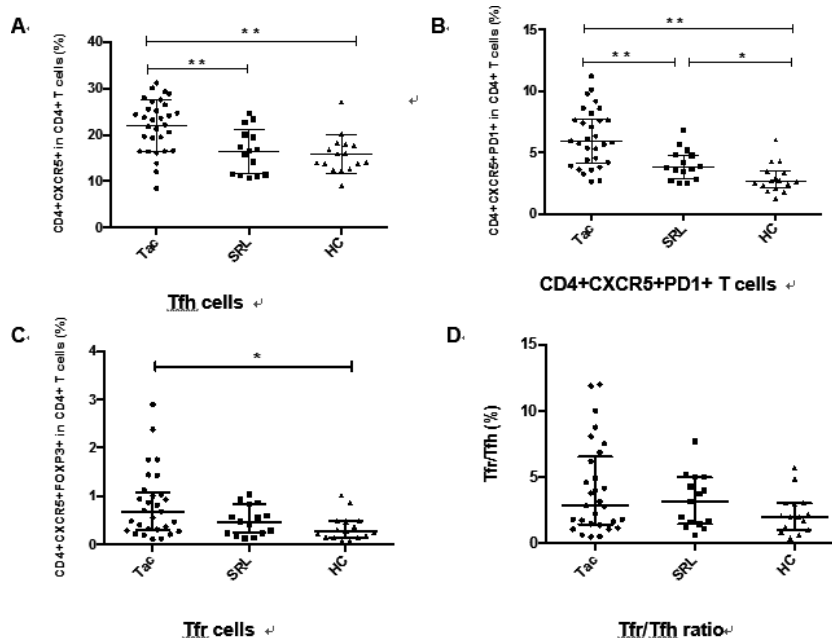 A
CD4+CXCR5+ in CD4+ T cells (%)
40
30
20
10
0
**
**
Tac
SRL
HC
Tfh cells
B
CD4+CXCR5+PD1+ in CD4+ T cells (%)
15
10
5
0
**
**
*
Tac
SRL
HC
CD4+CXCR5+PD1+ T cells
C
CD4+CXCR5+FOXP3+ in CD4+ T cells (%)
4
3
2
1
0
*
Tac
SRL
HC
Tfr cells
D
Tfr/Tfh (%)
15
10
5
0
Tac
SRL
HC
Tfr/Tfh ratio